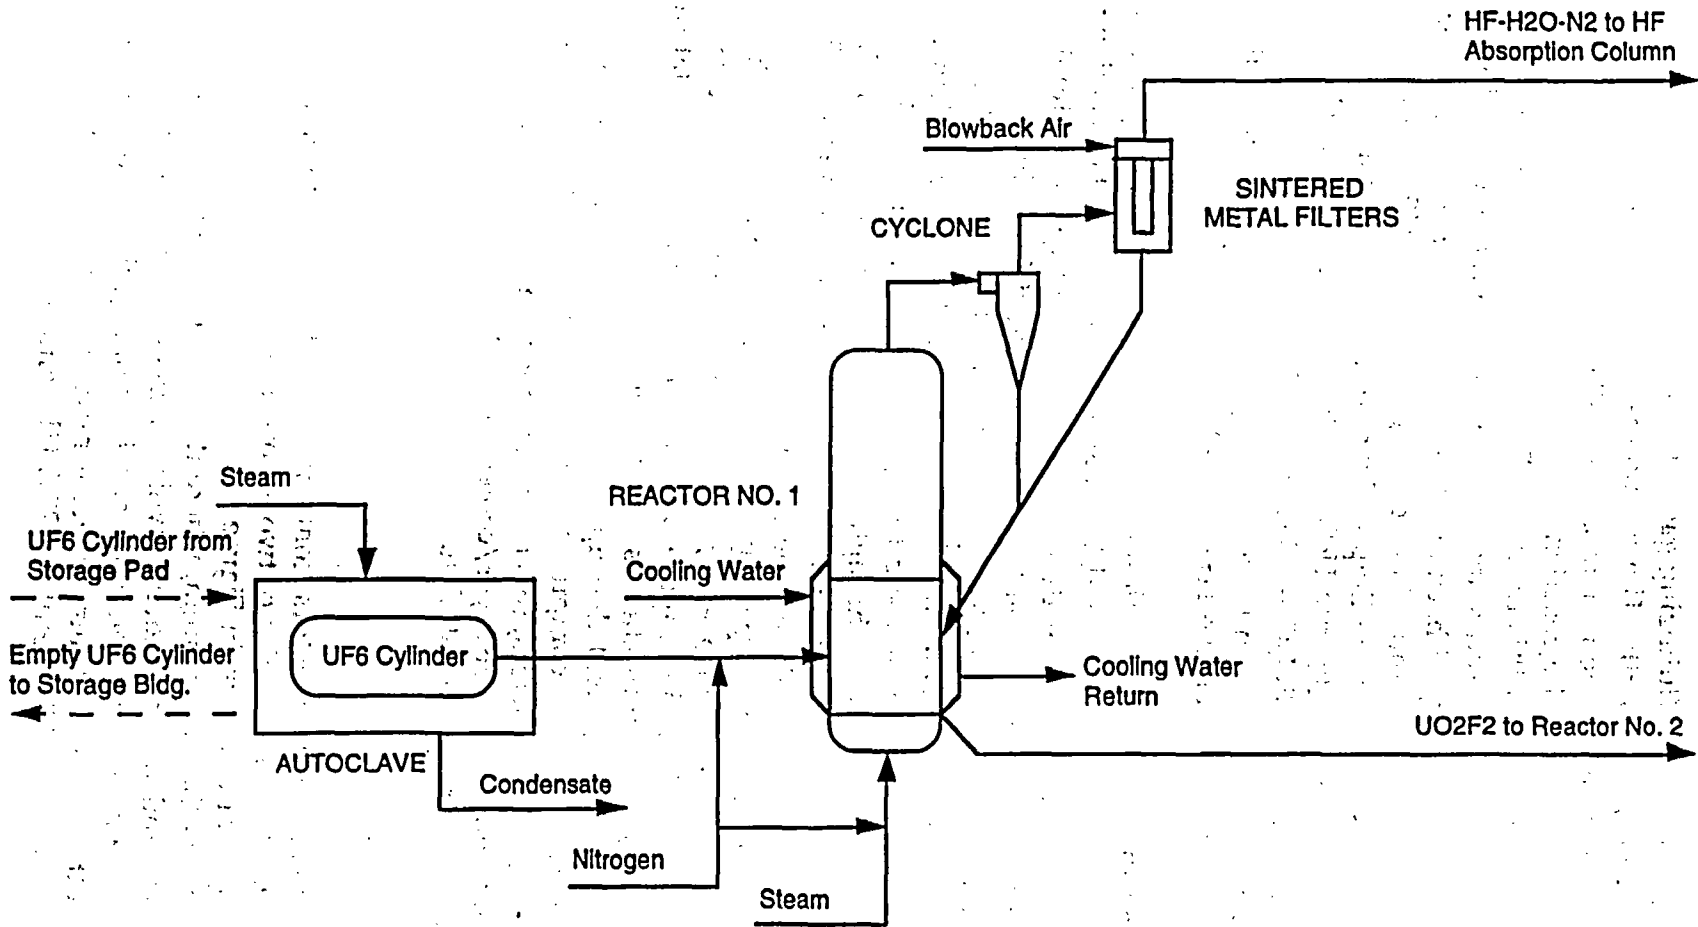 HF-H2O-N2 to HF
Absorption Column
Blowback Air
SINTERED
METAL FILTERS
CYCLONE
Steam
REACTOR NO. 1
UF6 Cylinder from
Storage Pad
Cooling Water
Empty UF6 Cylinder
to Storage Bldg.
UF6 Cylinder
Cooling Water
Return
UO2F2 to Reactor No. 2
AUTOCLAVE
Condensate
Nitrogen
Steam